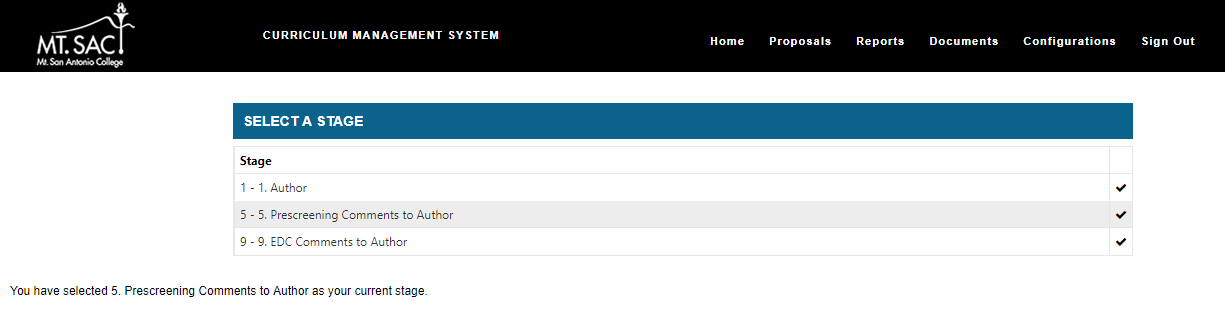 MT. SAC
Mt. San Antonio College
CURRICULUM MANAGEMENT SYSTEM
Home Proposals Reports Documents Configurations Sign Out
SELECT A STAGE
Stage
1 - 1. Author
5 - 5. Prescreening Comments to Author
9 - 9. EDC Comments to Author
You have selected 5. Prescreening Comments to Author as your current stage.